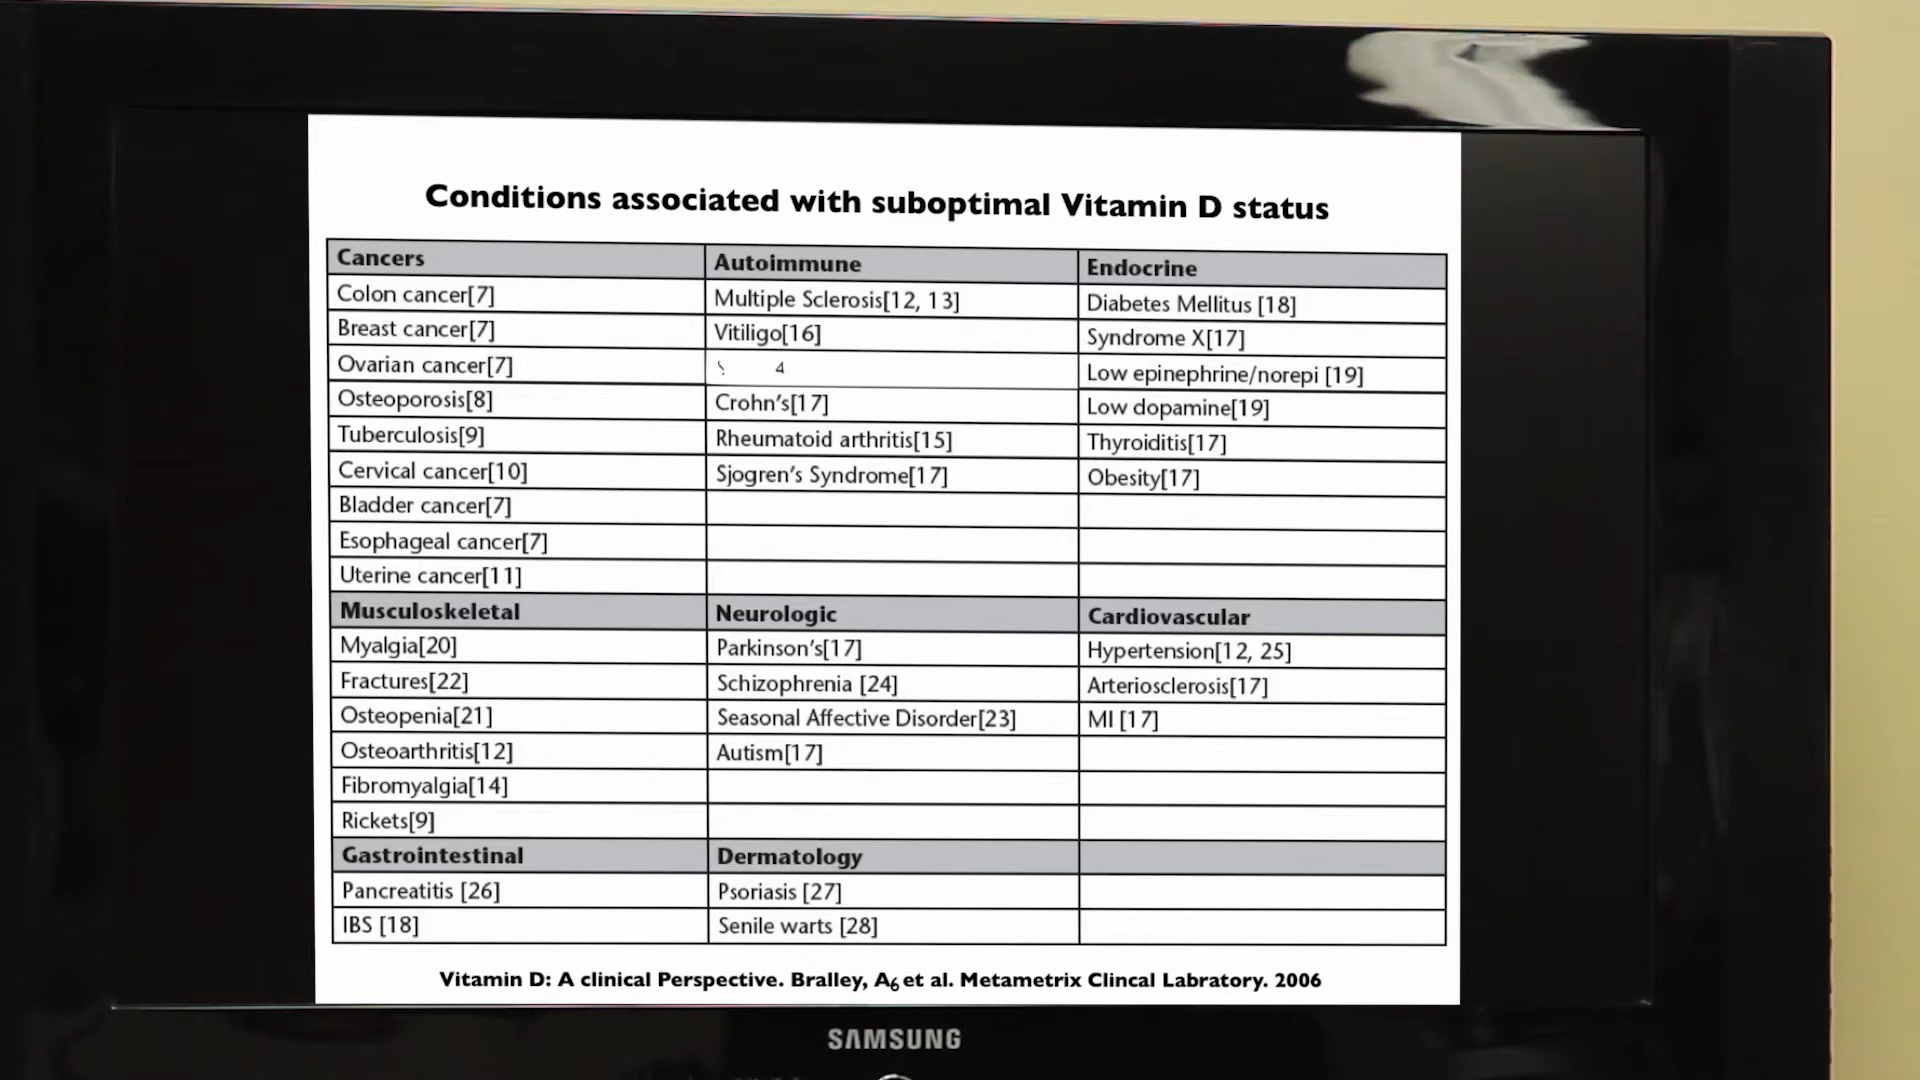 Conditions associated with suboptimal Vitamin D status
Cancers Autoimmune Endocrine
Colon cancer[7] Multiple Sclerosis[12, 13] Diabetes Mellitus [18]
Breast cancer[7] Vitiligo[16] Syndrome X[17]
Ovarian cancer[7] Low epinephrine/norepi [19]
Osteoporosis[8] Crohn's[17] Low dopamine[19]
Tuberculosis[9] Rheumatoid arthritis[15] Thyroiditis[17]
Cervical cancer[10] Sjogren's Syndrome[17] Obesity[17]
Bladder cancer[7]
Esophageal cancer[7]
Uterine cancer[11]
Musculoskeletal Neurologic Cardiovascular
Myalgia[20] Parkinson's[17] Hypertension[12, 25]
Fractures[22] Schizophrenia [24] Arteriosclerosis[17]
Osteopenia[21] Seasonal Affective Disorder[23] MI [17]
Osteoarthritis[12] Autism[17]
Fibromyalgia[14]
Rickets[9]
Gastrointestinal Dermatology
Pancreatitis [26] Psoriasis [27]
IBS [18] Senile warts [28]
Vitamin D: A clinical Perspective. Bralley, A6 et al. Metametrix Clincal Labratory. 2006
SAMSUNG